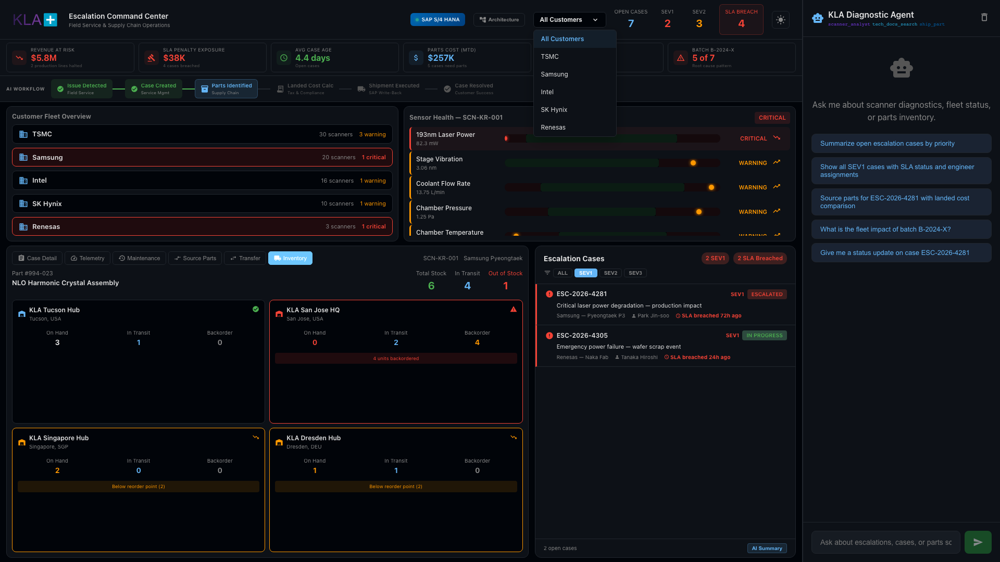 KLA+
Escalation Command Center
Field Service & Supply Chain Operations
SAP S/4 HANA
Architecture
All Customers
OPEN CASES
7
SEV1
2
SEV2
3
SLA BREACH
4
All Customers
TSMC
Samsung
Intel
SK Hynix
Renesas
REVENUE AT RISK
$5.8M
2 production lines halted
SLA PENALTY EXPOSURE
$38K
4 cases breached
AVG CASE AGE
4.4 days
Open cases
PARTS COST (MTD)
$257K
5 cases need parts
BATCH B-2024-X
5 of 7
Root cause pattern
AI WORKFLOW
Issue Detected
Field Service
Case Created
Service Mgmt
Parts Identified
Supply Chain
Landed Cost Calc
Tax & Compliance
Shipment Executed
SAP Write-Back
Case Resolved
Customer Success
Customer Fleet Overview
TSMC
30 scanners 3 warning
Samsung
20 scanners 1 critical
Intel
16 scanners 1 warning
SK Hynix
10 scanners 1 warning
Renesas
3 scanners 1 critical
Sensor Health — SCN-KR-001
CRITICAL
193nm Laser Power
82.3 mW
CRITICAL
Stage Vibration
3.06 nm
WARNING
Coolant Flow Rate
13.75 L/min
WARNING
Chamber Pressure
1.25 Pa
WARNING
Chamber Temperature
WARNING
Case Detail
Telemetry
Maintenance
Source Parts
Transfer
Inventory
SCN-KR-001 Samsung Pyeongtaek
Part #994-023
NLO Harmonic Crystal Assembly
Total Stock
6
In Transit
4
Out of Stock
1
KLA Tucson Hub
Tucson, USA
On Hand
3
In Transit
1
Backorder
0
KLA San Jose HQ
San Jose, USA
On Hand
0
In Transit
2
Backorder
4
4 units backordered
KLA Singapore Hub
Singapore, SGP
On Hand
2
In Transit
0
Backorder
0
Below reorder point (2)
KLA Dresden Hub
Dresden, DEU
On Hand
1
In Transit
1
Backorder
0
Below reorder point (2)
Escalation Cases
2 SEV1
2 SLA Breached
ALL
SEV1
SEV2
SEV3
ESC-2026-4281
SEV1 ESCALATED
Critical laser power degradation — production impact
Samsung — Pyeongtaek P3 Park Jin-soo SLA breached 72h ago
ESC-2026-4305
SEV1 IN PROGRESS
Emergency power failure — wafer scrap event
Renesas — Naka Fab Tanaka Hiroshi SLA breached 24h ago
2 open cases
AI Summary
KLA Diagnostic Agent
scanner_analyst tech_docs_search ship_part
Ask me about scanner diagnostics, fleet status,
or parts inventory.
Summarize open escalation cases by priority
Show all SEV1 cases with SLA status and engineer
assignments
Source parts for ESC-2026-4281 with landed cost
comparison
What is the fleet impact of batch B-2024-X?
Give me a status update on case ESC-2026-4281
Ask about escalations, cases, or parts sc